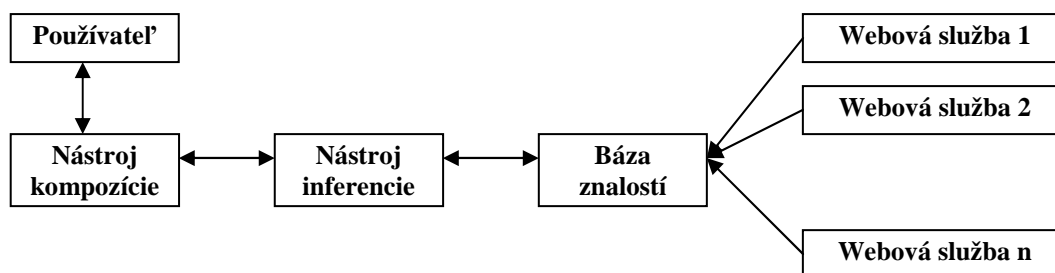 Používateľ
Webová služba 1
Webová služba 2
Nástroj
kompozície
Nástroj
inferencie
Báza
znalostí
Webová služba n